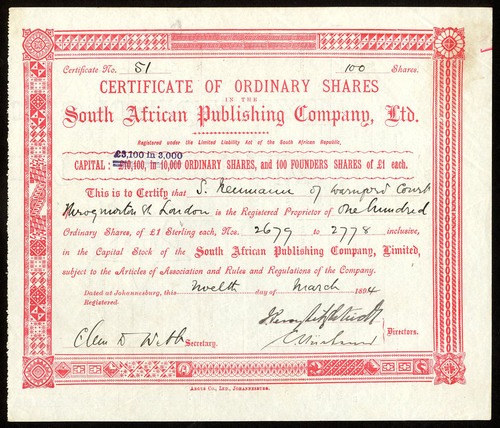 Certificate No. 51 100 Shares.
CERTIFICATE OF ORDINARY SHARES
IN THE
South African Publishing Company, Ltd.
Registered under the Limited Liability Act of the South African Republic.
£3,100 in 3,000
CAPITAL: £10,100, in 10,000 ORDINARY SHARES, and 100 FOUNDERS SHARES of £1 each.
This is to Certify that S. Neumann of Warnford Court
Throgmorton St London is the Registered Proprietor of One hundred
Ordinary Shares, of £1 Sterling each, Nos. 2679 to 2778 inclusive,
in the Capital Stock of the South African Publishing Company, Limited,
subject to the Articles of Association and Rules and Regulations of the Company.
Dated at Johannesburg, this Twelfth day of March 1894
Registered.
Clem D Webb Secretary.
Directors.
ARGUS CO., LTD., JOHANNESBURG.